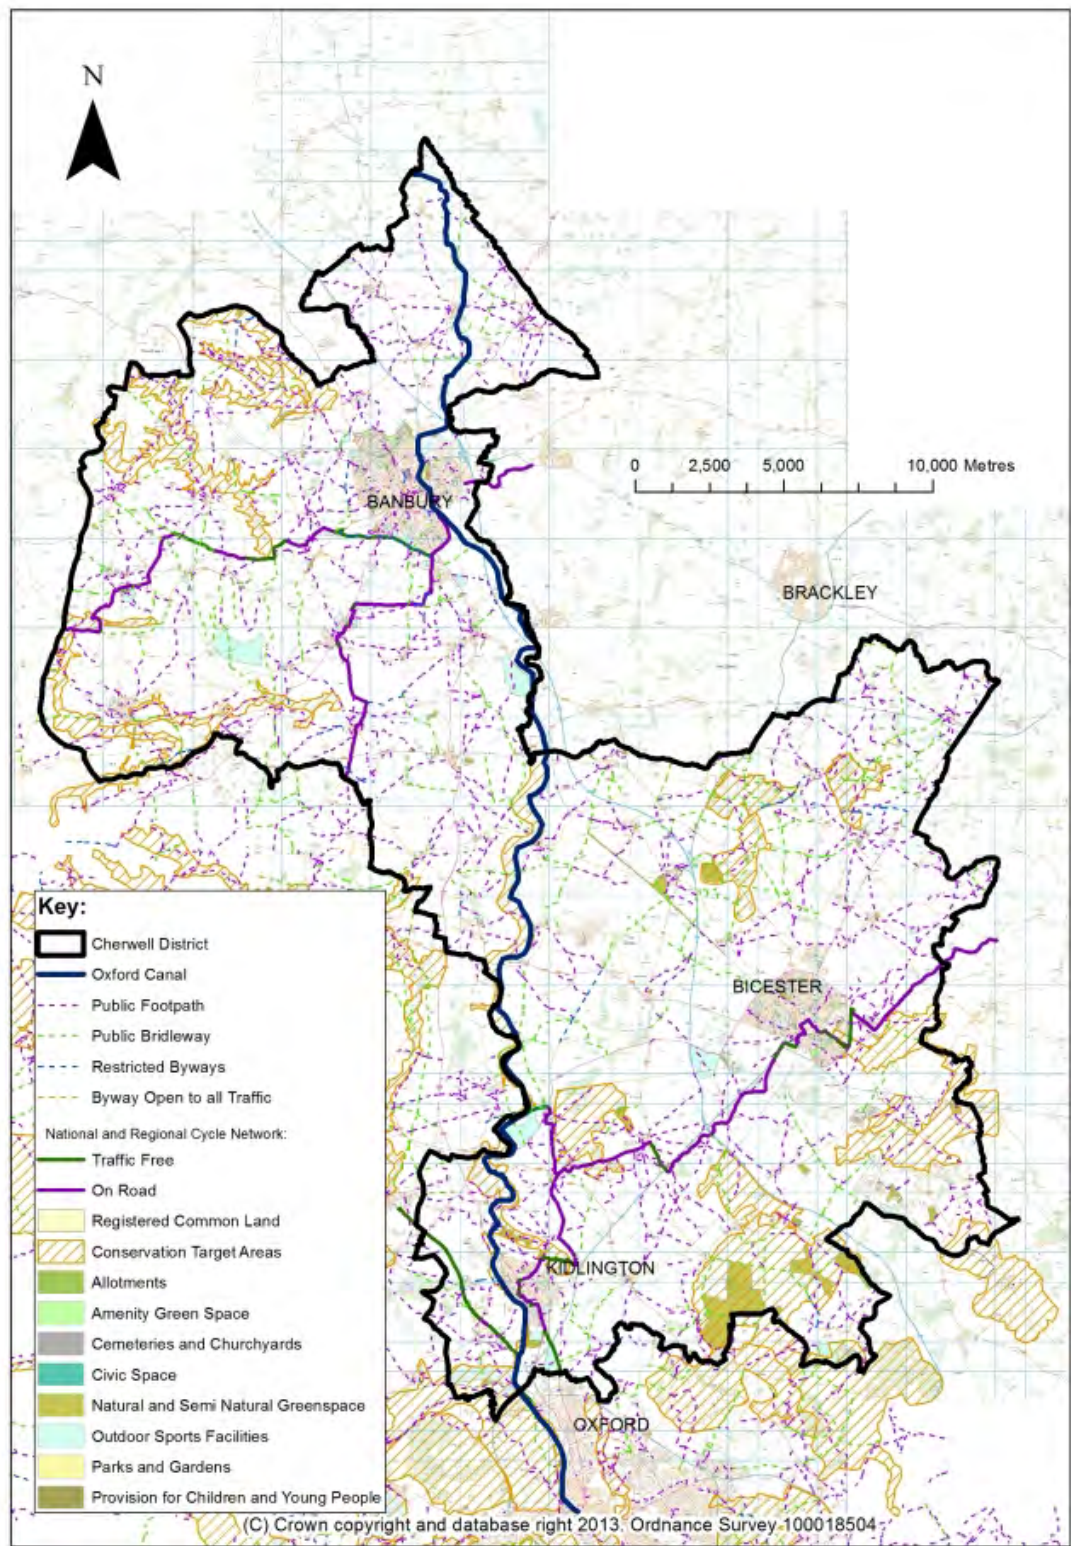 N
0 2,500 5,000 10,000 Metres
BANBURY
BRACKLEY
BICESTER
KIDLINGTON
OXFORD
Key:
Cherwell District
Oxford Canal
Public Footpath
Public Bridleway
Restricted Byways
Byway Open to all Traffic
National and Regional Cycle Network:
Traffic Free
On Road
Registered Common Land
Conservation Target Areas
Allotments
Amenity Green Space
Cemeteries and Churchyards
Civic Space
Natural and Semi Natural Greenspace
Outdoor Sports Facilities
Parks and Gardens
Provision for Children and Young People
(C) Crown copyright and database right 2013. Ordnance Survey 100018504